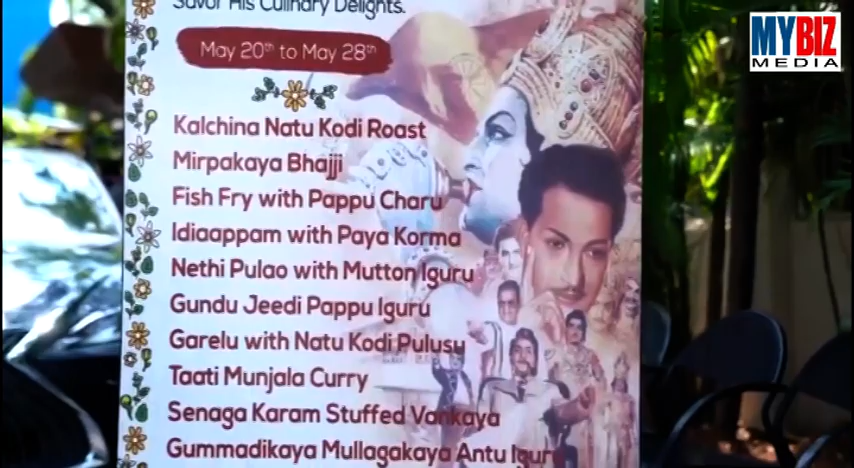 Savor His Culinary Delights.
MYBIZ
MEDIA
May 20th to May 28th
Kalchina Natu Kodi Roast
Mirpakaya Bhajji
Fish Fry with Pappu Charu
Idiaappam with Paya Korma
Nethi Pulao with Mutton Iguru
Gundu Jeedi Pappu Iguru
Garelu with Natu Kodi Pulusu
Taati Munjala Curry
Senaga Karam Stuffed Vankaya
Gummadikaya Mullagakaya Antu Iguru